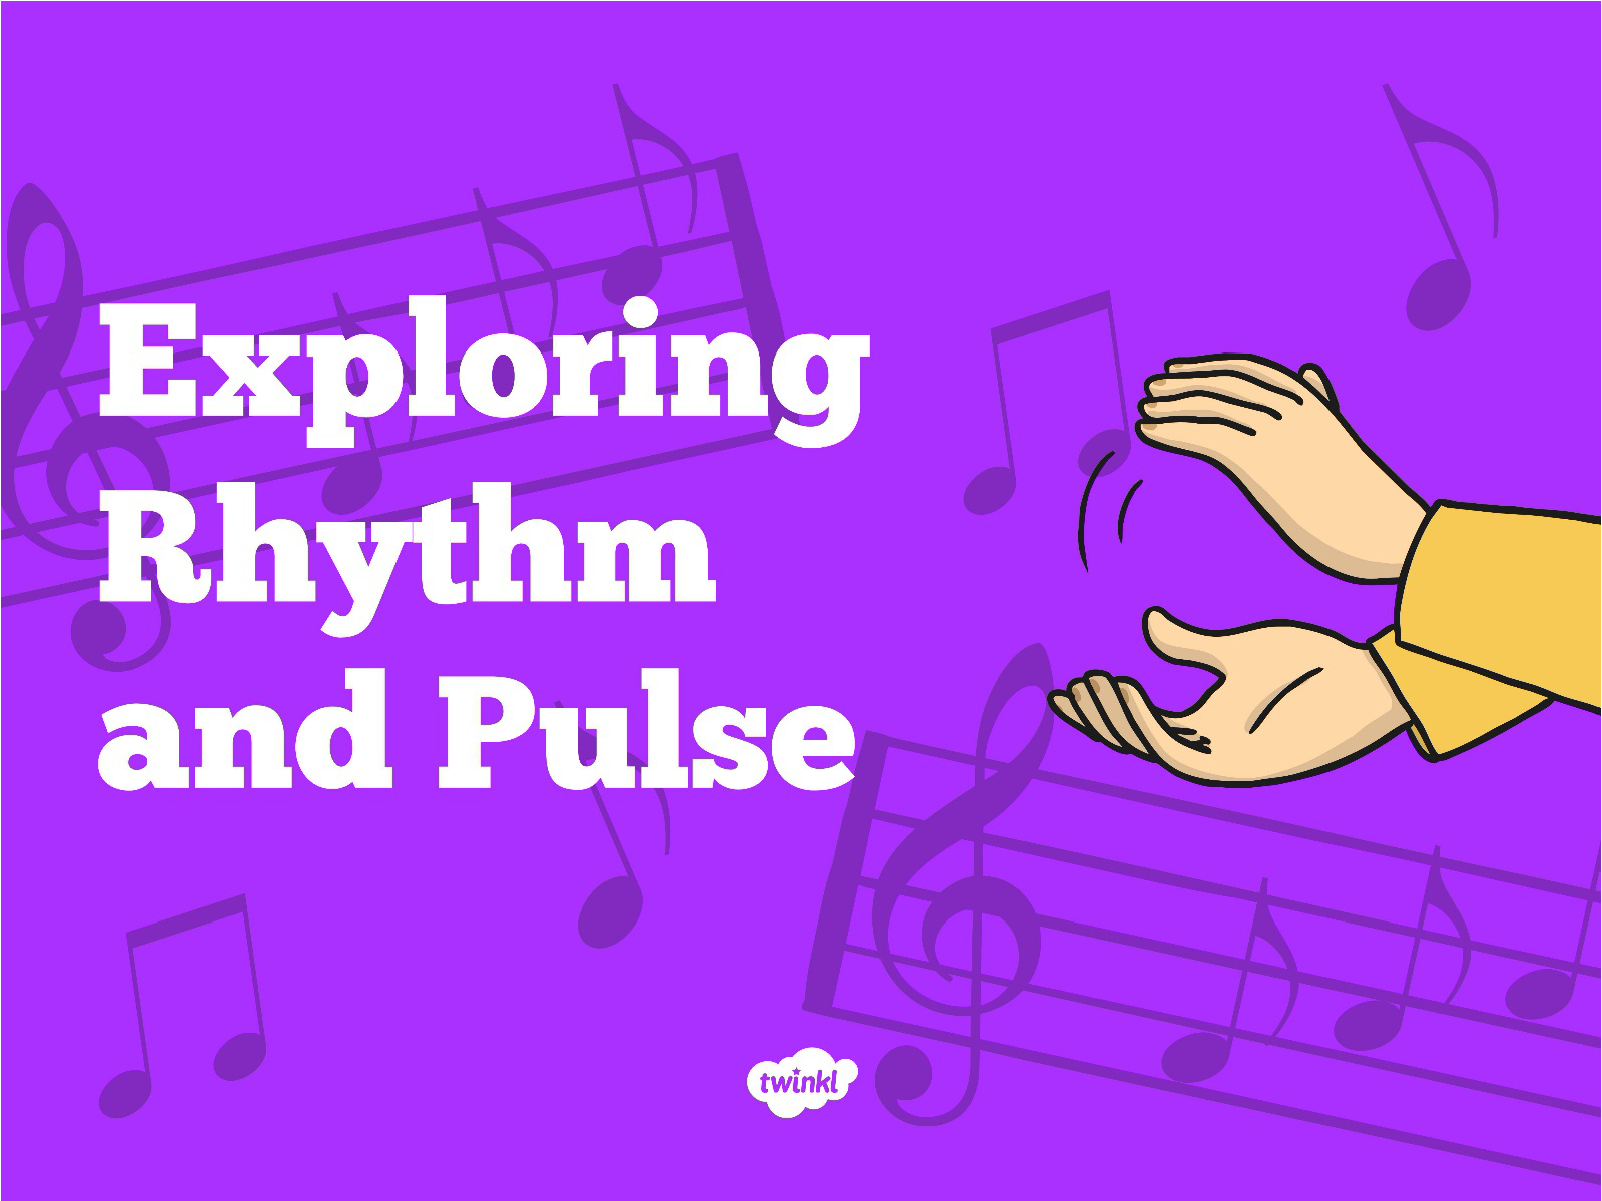 Exploring
Rhythm
and Pulse
twinkl